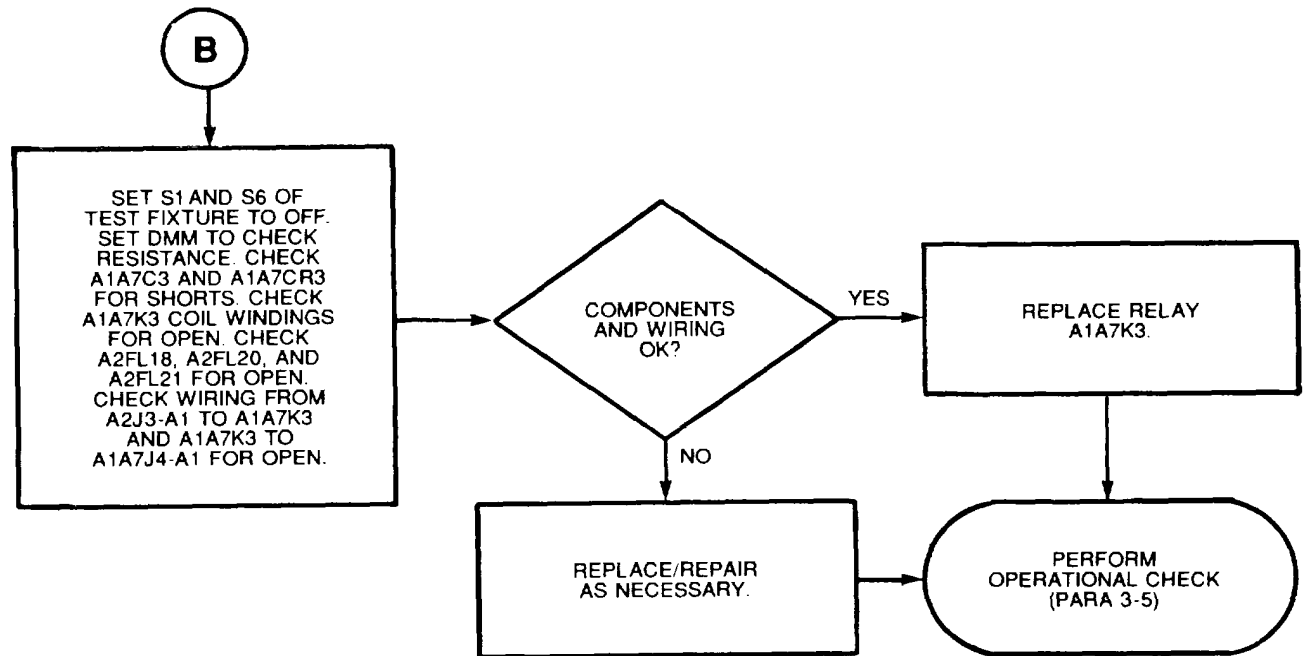 B
SET S1 AND S6 OF
TEST FIXTURE TO OFF.
SET DMM TO CHECK
RESISTANCE. CHECK
A1A7C3 AND A1A7CR3
FOR SHORTS. CHECK
A1A7K3 COIL WINDINGS
FOR OPEN. CHECK
A2FL18, A2FL20, AND
A2FL21 FOR OPEN.
CHECK WIRING FROM
A2J3-A1 TO A1A7K3
AND A1A7K3 TO
A1A7J4-A1 FOR OPEN.
COMPONENTS
AND WIRING
OK?
YES
REPLACE RELAY
A1A7K3.
NO
REPLACE/REPAIR
AS NECESSARY.
PERFORM
OPERATIONAL CHECK
(PARA 3-5)